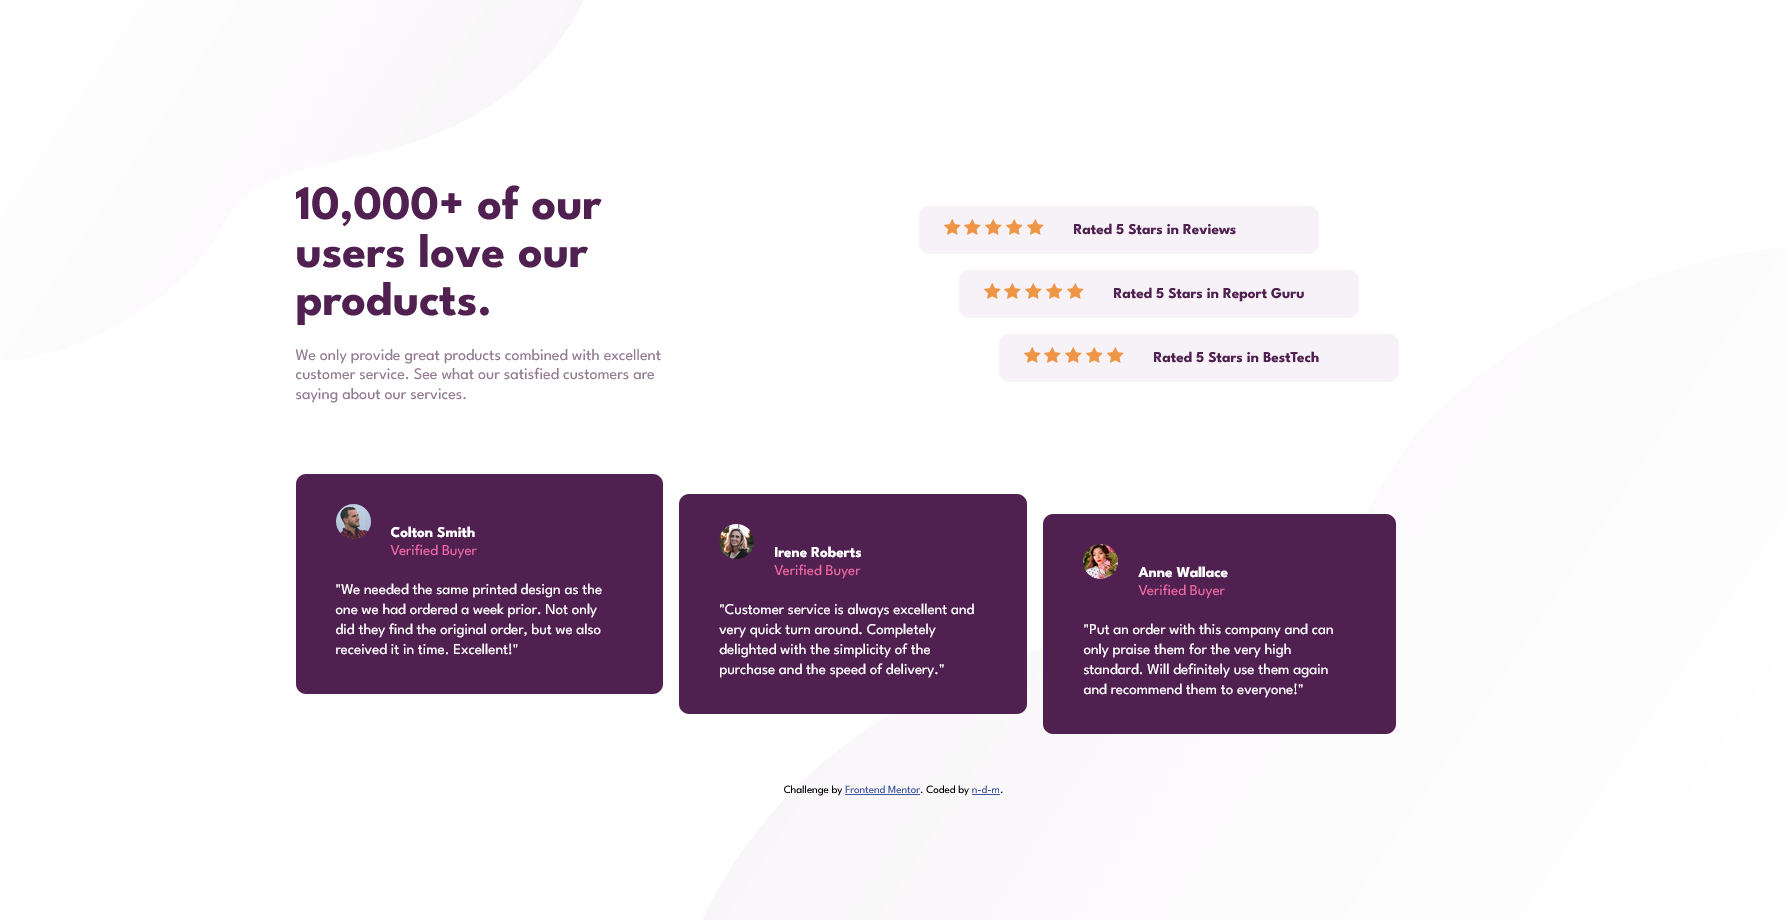 10,000+ of our
users love our
products.
We only provide great products combined with excellent
customer service. See what our satisfied customers are
saying about our services.
Rated 5 Stars in Reviews
Rated 5 Stars in Report Guru
Rated 5 Stars in BestTech
Colton Smith
Verified Buyer
"We needed the same printed design as the
one we had ordered a week prior. Not only
did they find the original order, but we also
received it in time. Excellent!"
Irene Roberts
Verified Buyer
"Customer service is always excellent and
very quick turn around. Completely
delighted with the simplicity of the
purchase and the speed of delivery."
Anne Wallace
Verified Buyer
"Put an order with this company and can
only praise them for the very high
standard. Will definitely use them again
and recommend them to everyone!"
Challenge by Frontend Mentor. Coded by n-d-m.